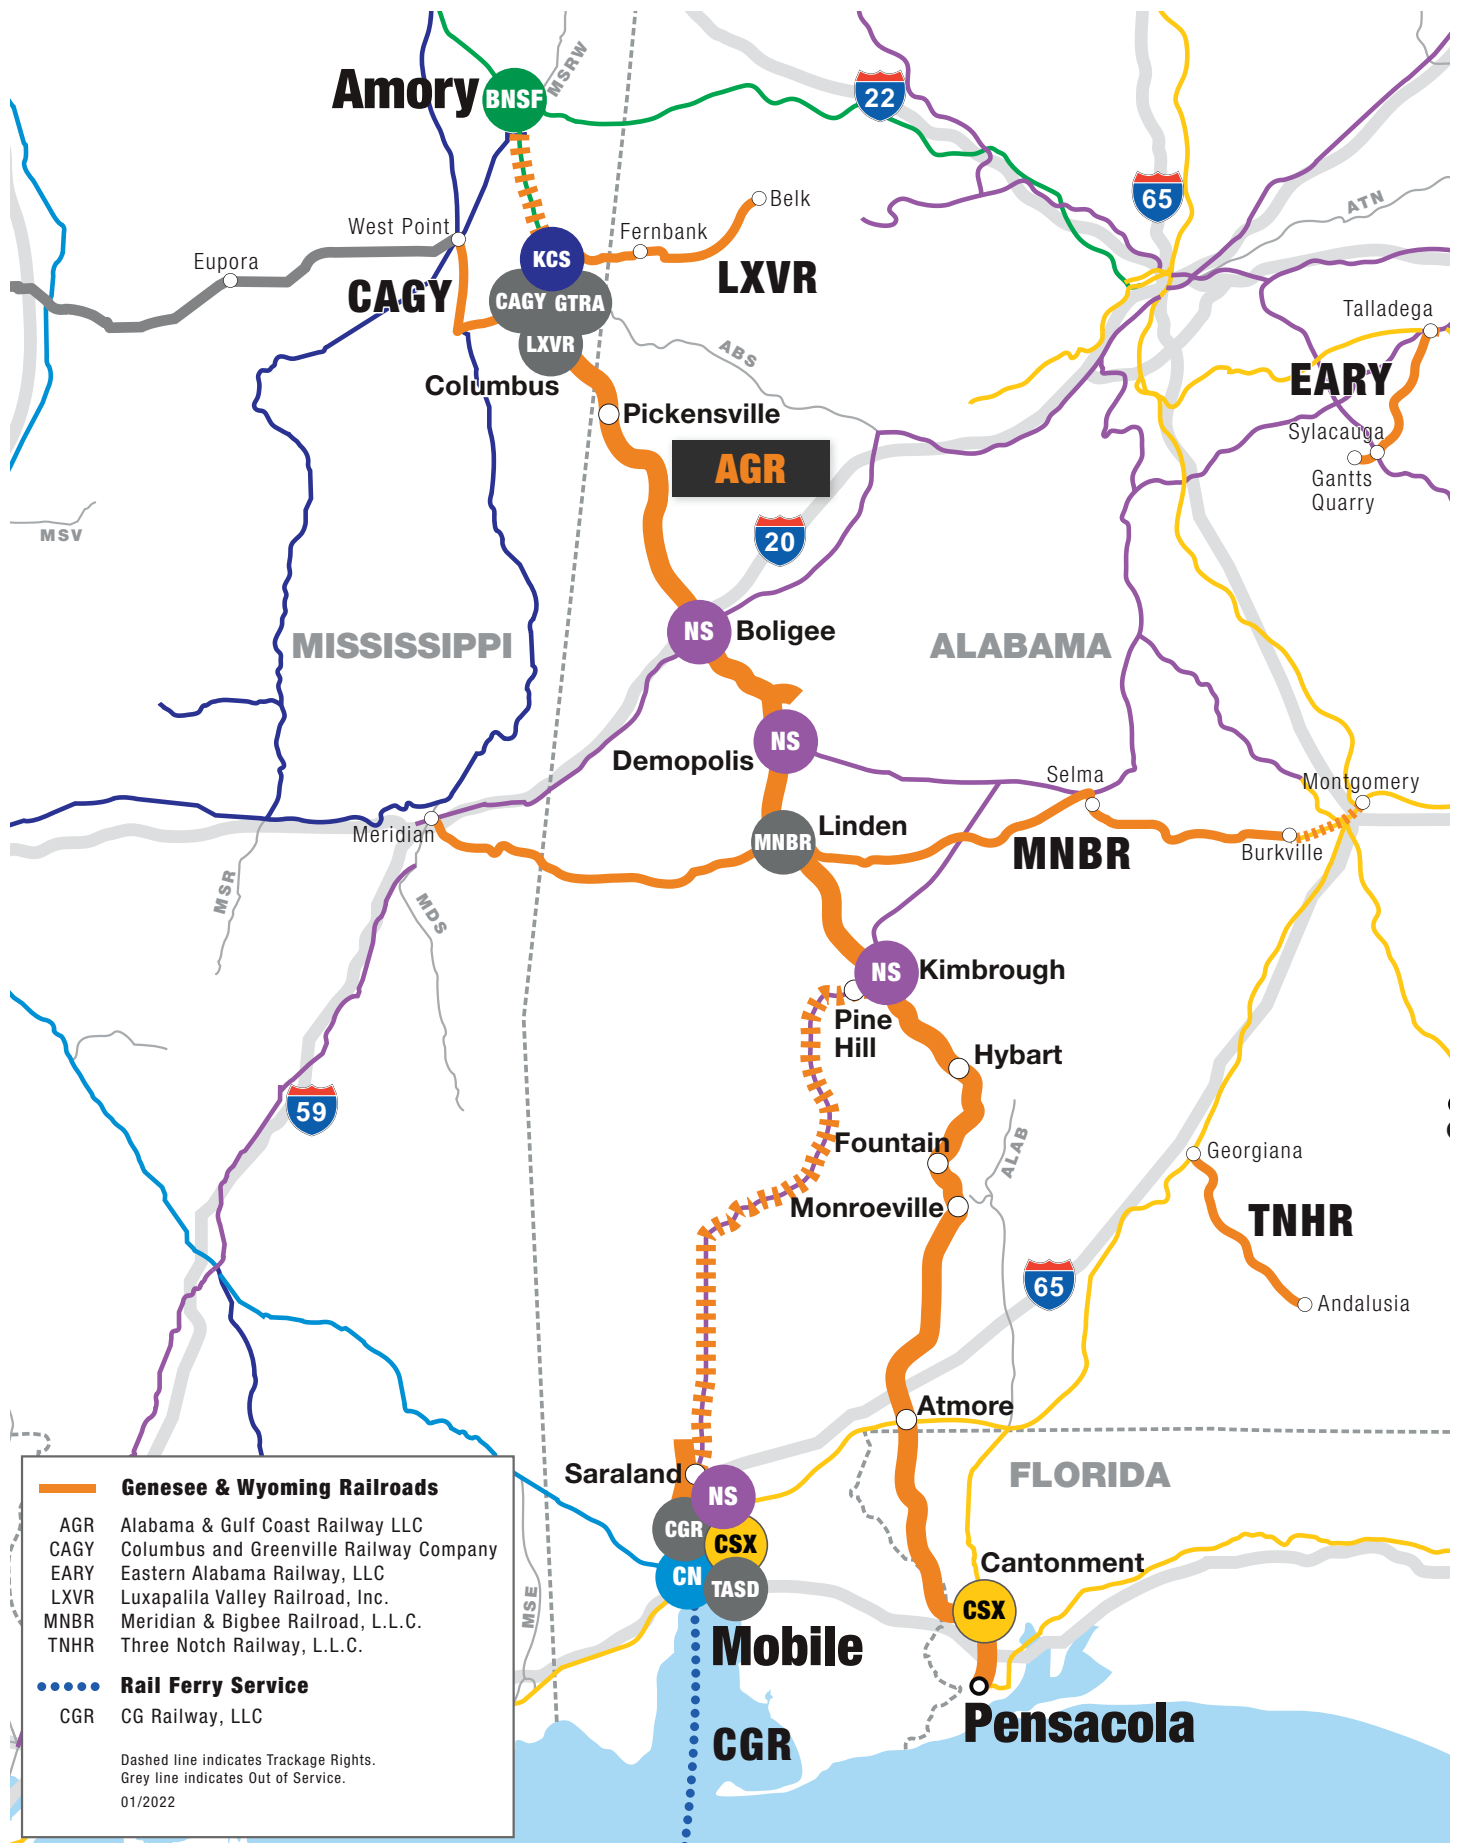 MSRW
Amory
BNSF
22
65
ATN
Belk
West Point
Fernbank
Eupora
KCS
LXVR
CAGY
CAGY GTRA
Talladega
LXVR
ABS
Columbus
EARY
Pickensville
Sylacauga
AGR
Gantts
Quarry
MSV
20
NS
Boligee
MISSISSIPPI
ALABAMA
NS
Demopolis
Selma
Montgomery
Meridian
MNBR
Linden
MNBR
Burkville
MSR
MDS
NS
Kimbrough
Pine
Hill
Hybart
59
Fountain
ALAB
Georgiana
Monroeville
TNHR
65
Andalusia
Atmore
Saraland
FLORIDA
NS
CGR
CSX
Cantonment
CN
TASD
MSE
CSX
Mobile
Pensacola
CGR
Genesee & Wyoming Railroads
AGR Alabama & Gulf Coast Railway LLC
CAGY Columbus and Greenville Railway Company
EARY Eastern Alabama Railway, LLC
LXVR Luxapalila Valley Railroad, Inc.
MNBR Meridian & Bigbee Railroad, L.L.C.
TNHR Three Notch Railway, L.L.C.
Rail Ferry Service
CGR CG Railway, LLC
Dashed line indicates Trackage Rights.
Grey line indicates Out of Service.
01/2022